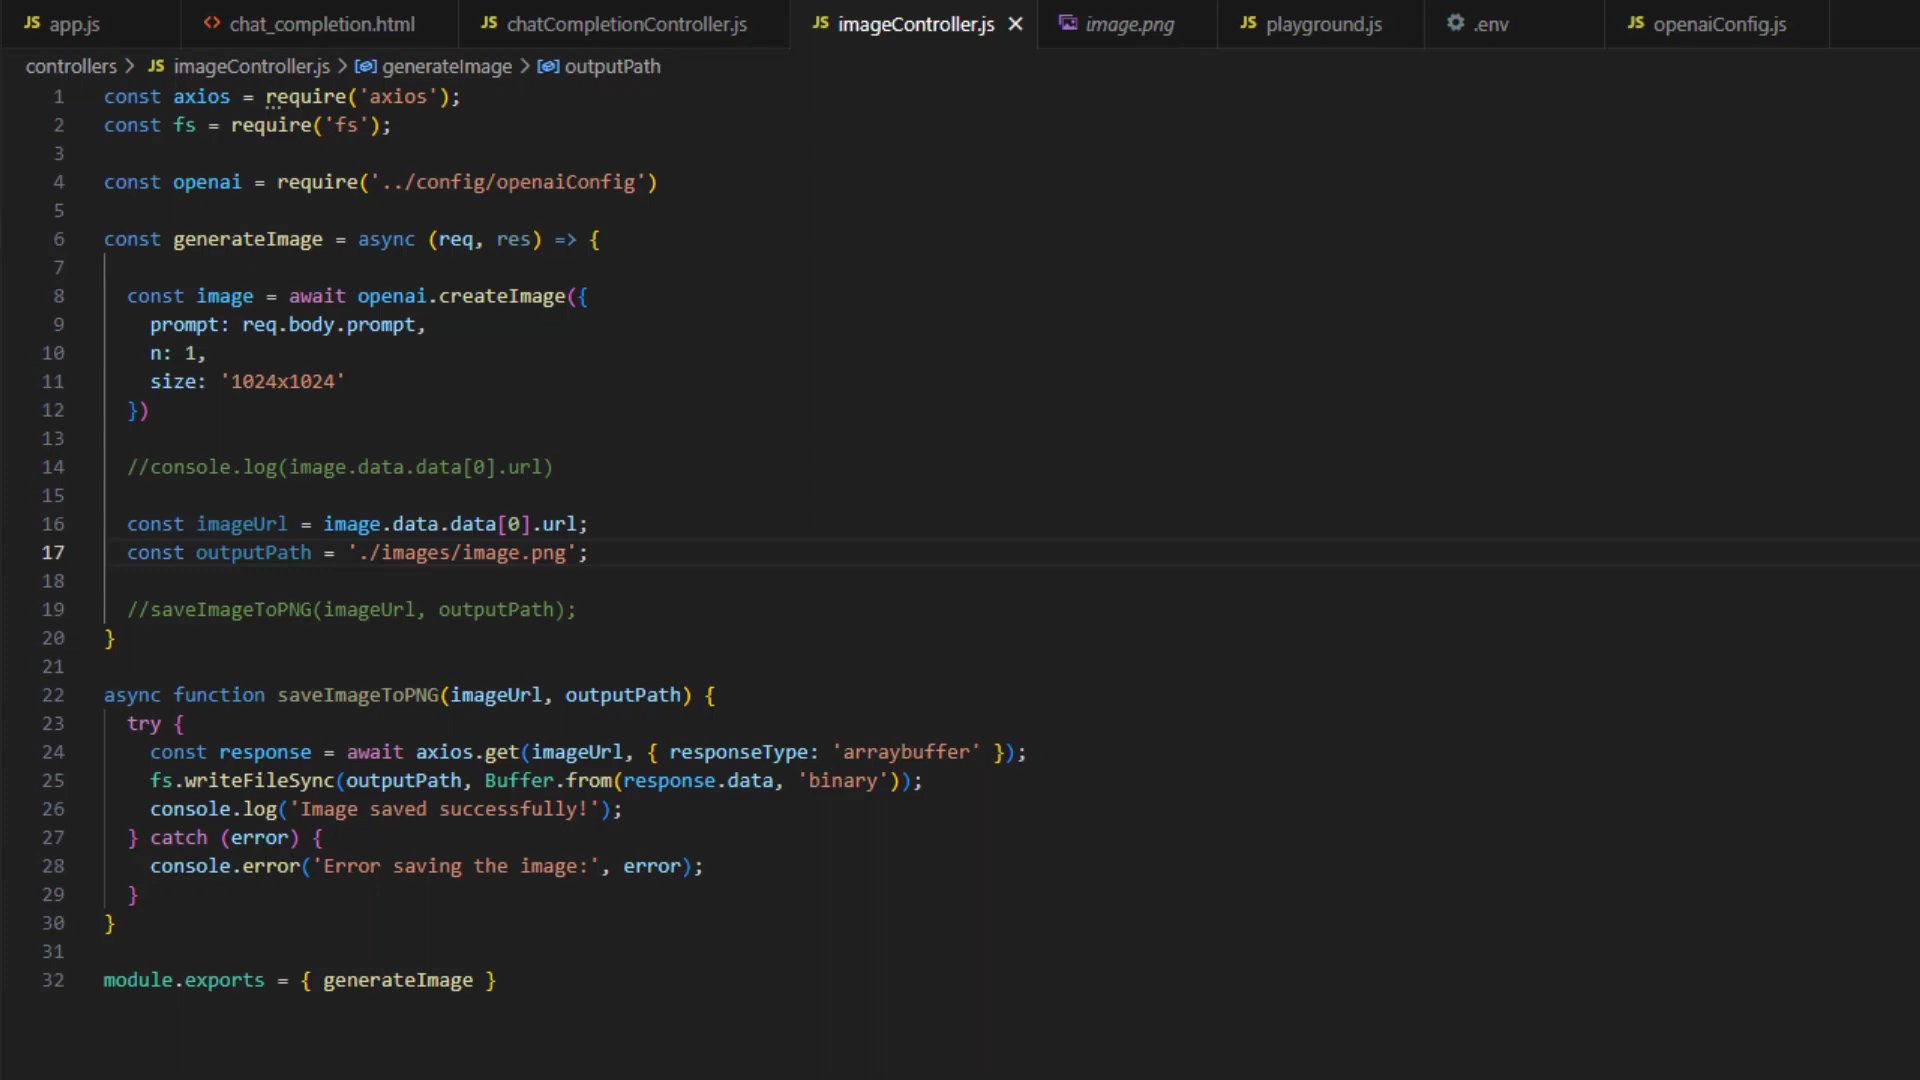 JS app.js <> chat_completion.html JS chatCompletionController.js JS imageController.js × image.png JS playground.js .env JS openaiConfig.js
controllers > JS imageController.js > generateImage > outputPath
1 const axios = require('axios');
2 const fs = require('fs');
3
4 const openai = require('../config/openaiConfig')
5
6 const generateImage = async (req, res) => {
7
8 const image = await openai.createImage({
9 prompt: req.body.prompt,
10 n: 1,
11 size: '1024x1024'
12 })
13
14 //console.log(image.data.data[0].url)
15
16 const imageUrl = image.data.data[0].url;
17 const outputPath = './images/image.png';
18
19 //saveImageToPNG(imageUrl, outputPath);
20 }
21
22 async function saveImageToPNG(imageUrl, outputPath) {
23 try {
24 const response = await axios.get(imageUrl, { responseType: 'arraybuffer' });
25 fs.writeFileSync(outputPath, Buffer.from(response.data, 'binary'));
26 console.log('Image saved successfully!');
27 } catch (error) {
28 console.error('Error saving the image:', error);
29 }
30 }
31
32 module.exports = { generateImage }